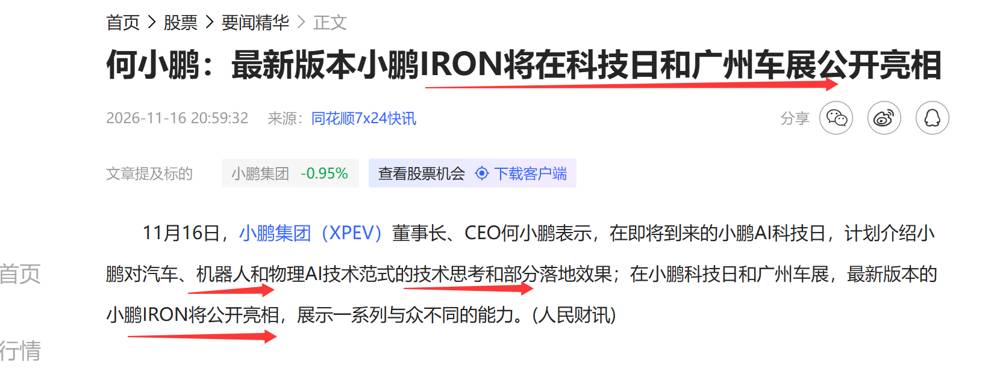 首页 > 股票 > 要闻精华 > 正文
何小鹏：最新版本小鹏IRON将在科技日和广州车展公开亮相
2026-11-16 20:59:32 来源：同花顺7x24快讯 分享
文章提及标的 小鹏集团 -0.95% 查看股票机会 下载客户端
11月16日，小鹏集团（XPEV）董事长、CEO何小鹏表示，在即将到来的小鹏AI科技日，计划介绍小
鹏对汽车、机器人和物理AI技术范式的技术思考和部分落地效果；在小鹏科技日和广州车展，最新版本的
小鹏IRON将公开亮相，展示一系列与众不同的能力。(人民财讯)
首页
行情